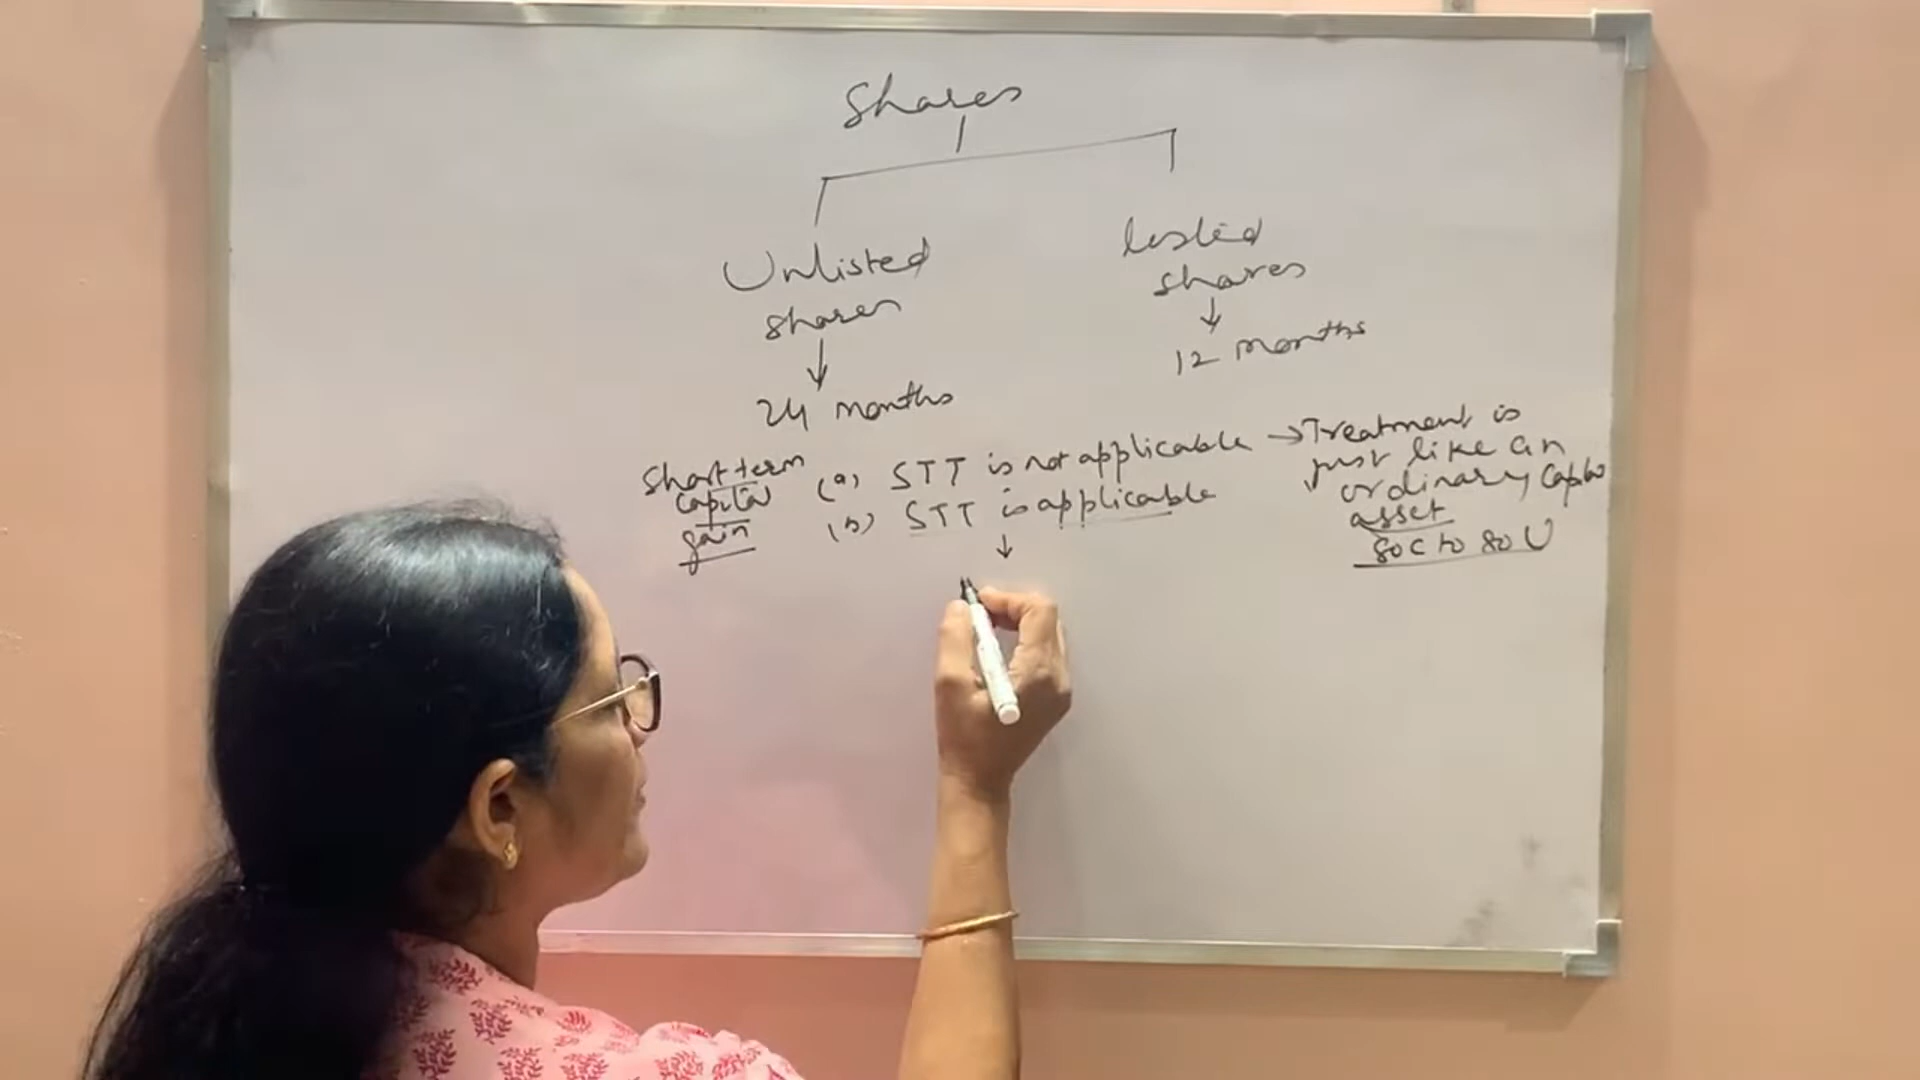 Shares
Unlisted
shares
24 months
listed
shares
12 months
Short term
capital
gain
(a) STT is not applicable → Treatment is
just like an
ordinary capital
asset
80C to 80U
(b) STT is applicable